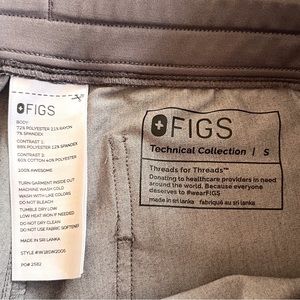 FIGS
BODY:
72% POLYESTER 21% RAYON
7% SPANDEX
CONTRAST 1:
88% POLYESTER 12% SPANDEX
CONTRAST 2:
60% COTTON 40% POLYESTER
200% AWESOME
TURN GARMENT INSIDE OUT
MACHINE WASH COLD
WASH WITH LIKE COLORS
DO NOT BLEACH
TUMBLE DRY LOW
LOW HEAT IRON IF NEEDED
DO NOT DRY CLEAN
DO NOT USE FABRIC SOFTENER
MADE IN SRI LANKA
PO# 2582
FIGS
Technical Collection | S
Threads for Threads™
Donating to healthcare providers in need
around the world. Because everyone
deserves to #wearFIGS
made in sri lanka fabriqué au sri lanka